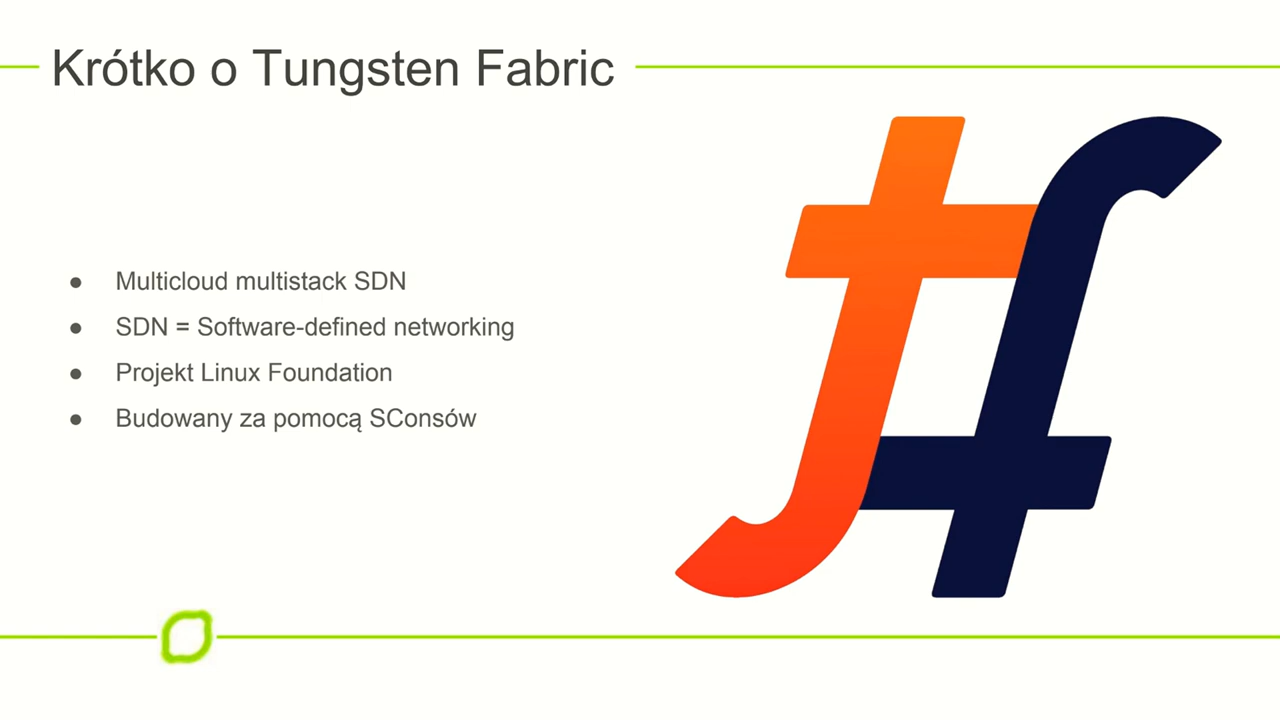 Krótko o Tungsten Fabric
● Multicloud multistack SDN
● SDN = Software-defined networking
● Projekt Linux Foundation
● Budowany za pomocą SConsów